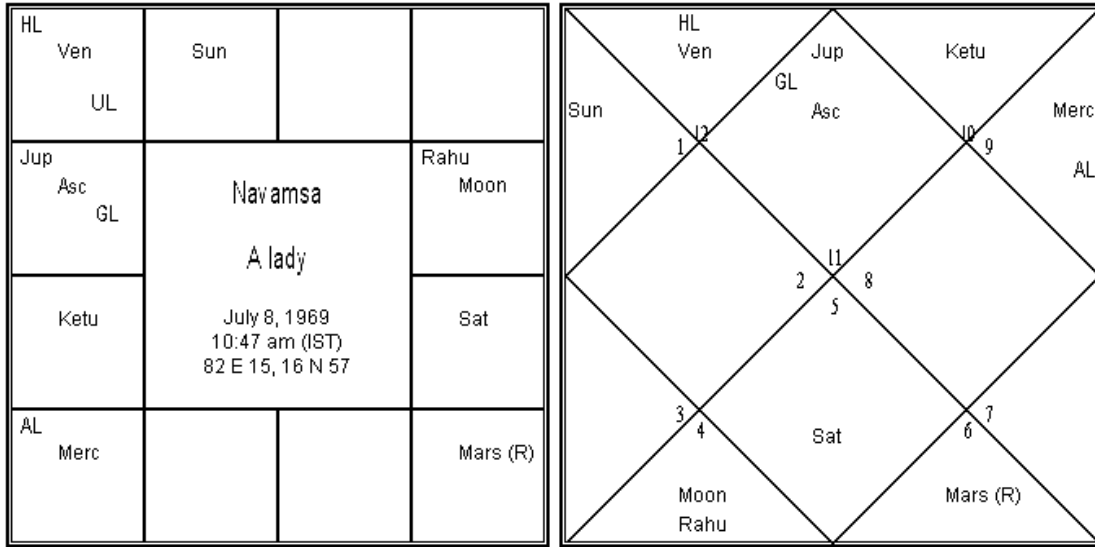 HL
Ven
UL
Sun
Jup
Asc
GL
Rahu
Moon
Navamsa
A lady
July 8, 1969
10:47 am (IST)
82 E 15, 16 N 57
Ketu
Sat
AL
Merc
Mars (R)
HL
Ven
Jup
GL
Asc
Ketu
Sun
Merc
AL
12
1
10
9
11
2
8
5
3
4
7
6
Sat
Moon
Rahu
Mars (R)